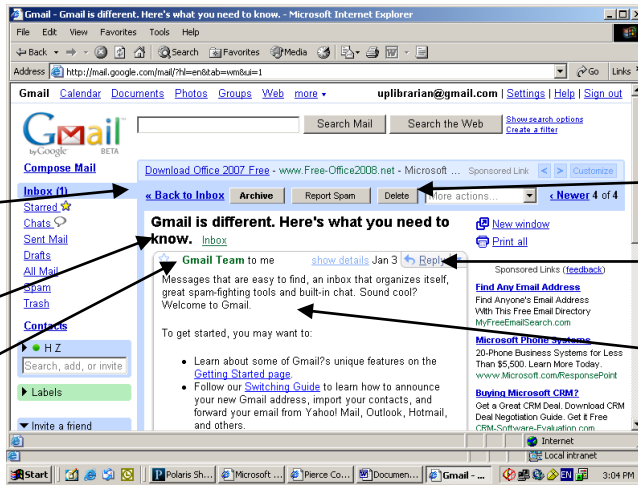 Gmail - Gmail is different. Here's what you need to know. - Microsoft Internet Explorer
File Edit View Favorites Tools Help
Back Search Favorites Media
Address http://mail.google.com/mail/?hl=en&tab=wm&ui=1 Go Links
Gmail Calendar Documents Photos Groups Web more uplibrarian@gmail.com | Settings | Help | Sign out
Gmail by Google BETA
Search Mail Search the Web Show search options
Create a filter
Compose Mail
Download Office 2007 Free - www.Free-Office2008.net - Microsoft ... Sponsored Link < > Customize
Inbox (1)
Starred
Chats
Sent Mail
Drafts
All Mail
Spam
Trash
Contacts
H Z
Search, add, or invite
Labels
Invite a friend
« Back to Inbox Archive Report Spam Delete More actions... ‹ Newer 4 of 4
Gmail is different. Here's what you need to
know. Inbox
Gmail Team to me show details Jan 3 Reply
Messages that are easy to find, an inbox that organizes itself,
great spam-fighting tools and built-in chat. Sound cool?
Welcome to Gmail.
To get started, you may want to:
• Learn about some of Gmail?s unique features on the
Getting Started page.
• Follow our Switching Guide to learn how to announce
your new Gmail address, import your contacts, and
forward your email from Yahoo! Mail, Outlook, Hotmail,
and others.
New window
Print all
Sponsored Links (feedback)
Find Any Email Address
Find Anyone's Email Address
With This Free Email Directory
MyFreeEmailSearch.com
Microsoft Phone Systems
20-Phone Business Systems for Less
Than $5,500. Learn More Today.
www.Microsoft.com/ResponsePoint
Buying Microsoft CRM?
Get a Great CRM Deal. Download CRM
Deal Negotiation Guide. Get it Free
CRM-Software-Evaluation.com
Internet
Local intranet
Start Polaris Sh... Microsoft ... Pierce Co... Documen... Gmail - ... EN 3:04 PM